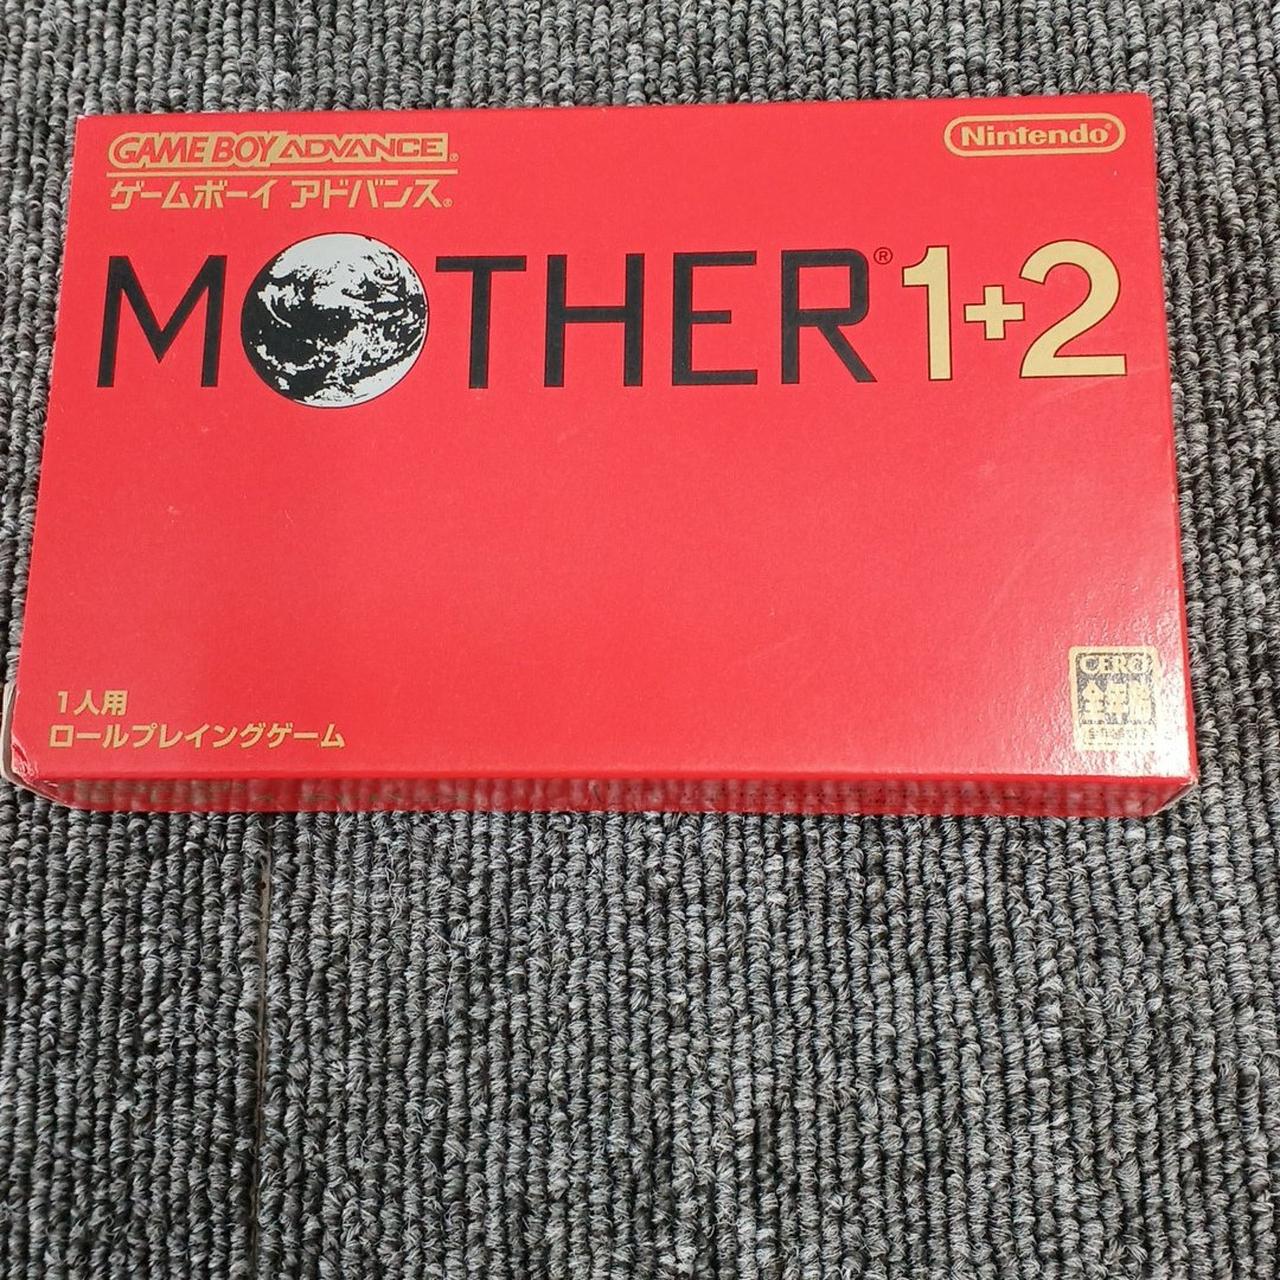 GAME BOY ADVANCE
Nintendo®
ゲームボーイ アドバンス®
MOTHER® 1+2
1人用
ロールプレイングゲーム
CERO
全年齢